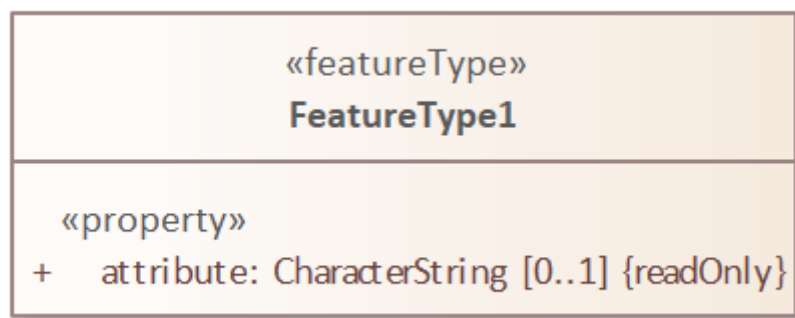 «featureType»
FeatureType1
«property»
+ attribute: CharacterString [0..1] {readOnly}